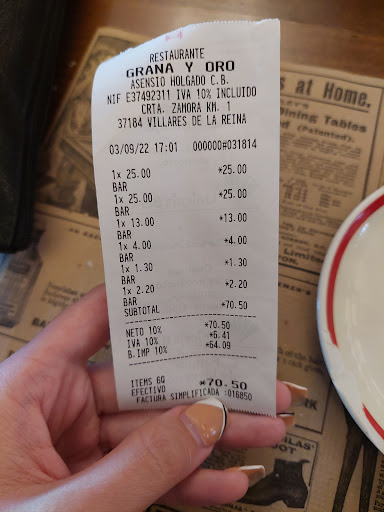 RESTAURANTE
GRANA Y ORO
ASENSIO HOLGADO C.B.
NIF E37492311 IVA 10% INCLUIDO
CRTA. ZAMORA KM. 1
37184 VILLARES DE LA REINA
03/09/22 17:01 000000#031814
1x 25.00 *25.00
BAR
1x 25.00 *25.00
BAR
1x 13.00 *13.00
BAR
1x 4.00 *4.00
BAR
1x 1.30 *1.30
BAR
1x 2.20 *2.20
BAR
SUBTOTAL *70.50
NETO 10% *70.50
IVA 10% *6.41
B.IMP 10% *64.09
ITEMS 6Q
EFECTIVO *70.50
FACTURA SIMPLIFICADA :016850
s at Home.
Dining Tables
(Patented).